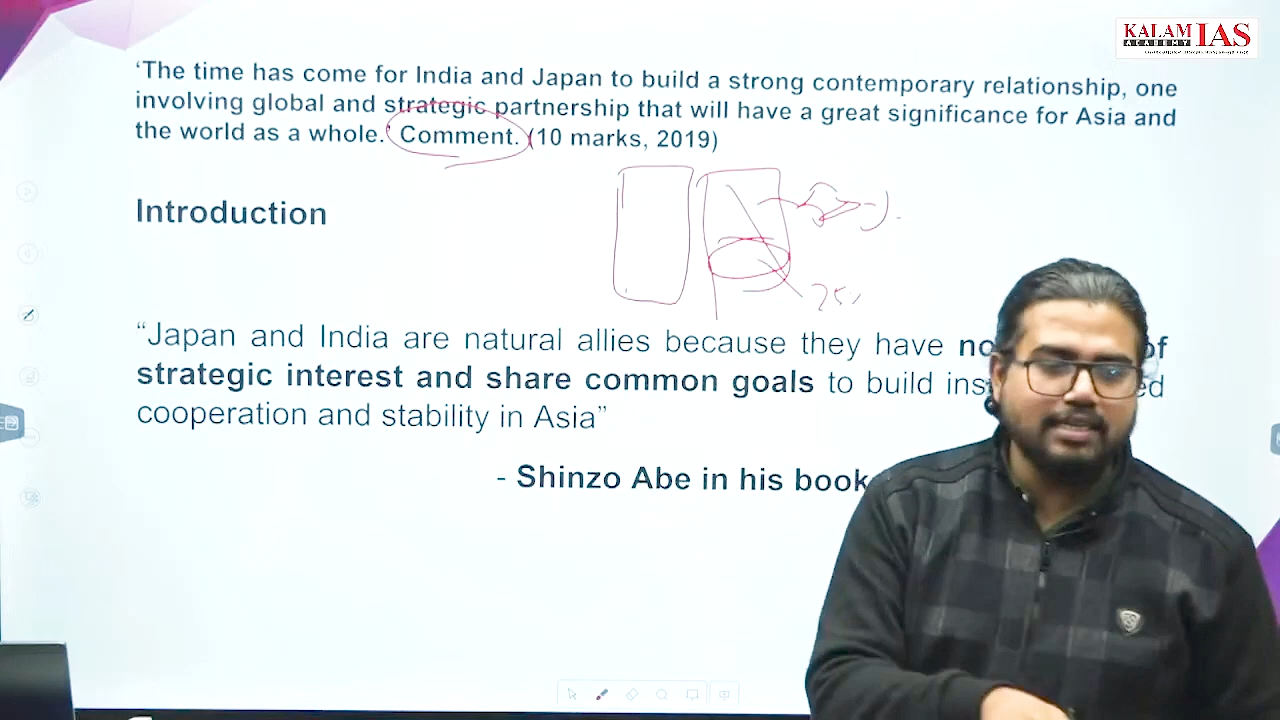 KALAM IAS
ACADEMY
‘The time has come for India and Japan to build a strong contemporary relationship, one
involving global and strategic partnership that will have a great significance for Asia and
the world as a whole.’ Comment. (10 marks, 2019)
Introduction
“Japan and India are natural allies because they have no of
strategic interest and share common goals to build
cooperation and stability in Asia”
- Shinzo Abe in his book